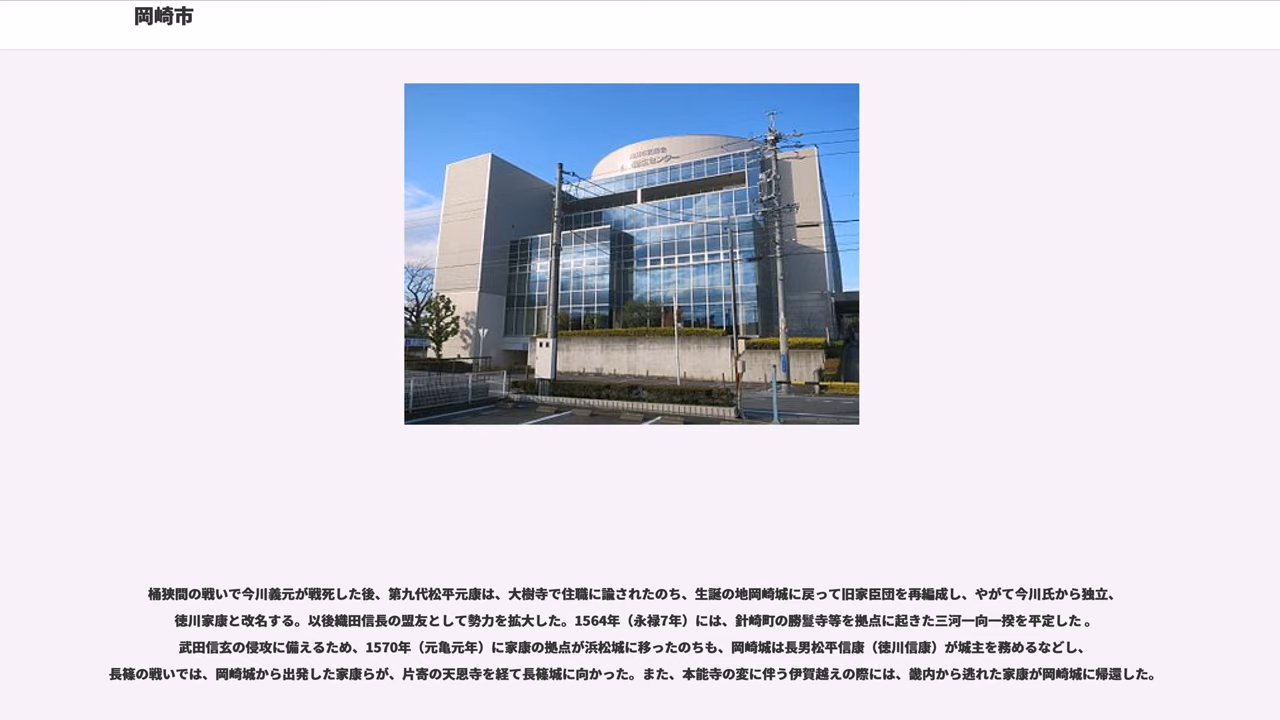 岡崎市
センター
桶狭間の戦いで今川義元が戦死した後、第九代松平元康は、大樹寺で住職に諭されたのち、生誕の地岡崎城に戻って旧家臣団を再編成し、やがて今川氏から独立、
徳川家康と改名する。以後織田信長の盟友として勢力を拡大した。1564年（永禄7年）には、針崎町の勝鬘寺等を拠点に起きた三河一向一揆を平定した 。
武田信玄の侵攻に備えるため、1570年（元亀元年）に家康の拠点が浜松城に移ったのちも、岡崎城は長男松平信康（徳川信康）が城主を務めるなどし、
長篠の戦いでは、岡崎城から出発した家康らが、片寄の天恩寺を経て長篠城に向かった。また、本能寺の変に伴う伊賀越えの際には、畿内から逃れた家康が岡崎城に帰還した。